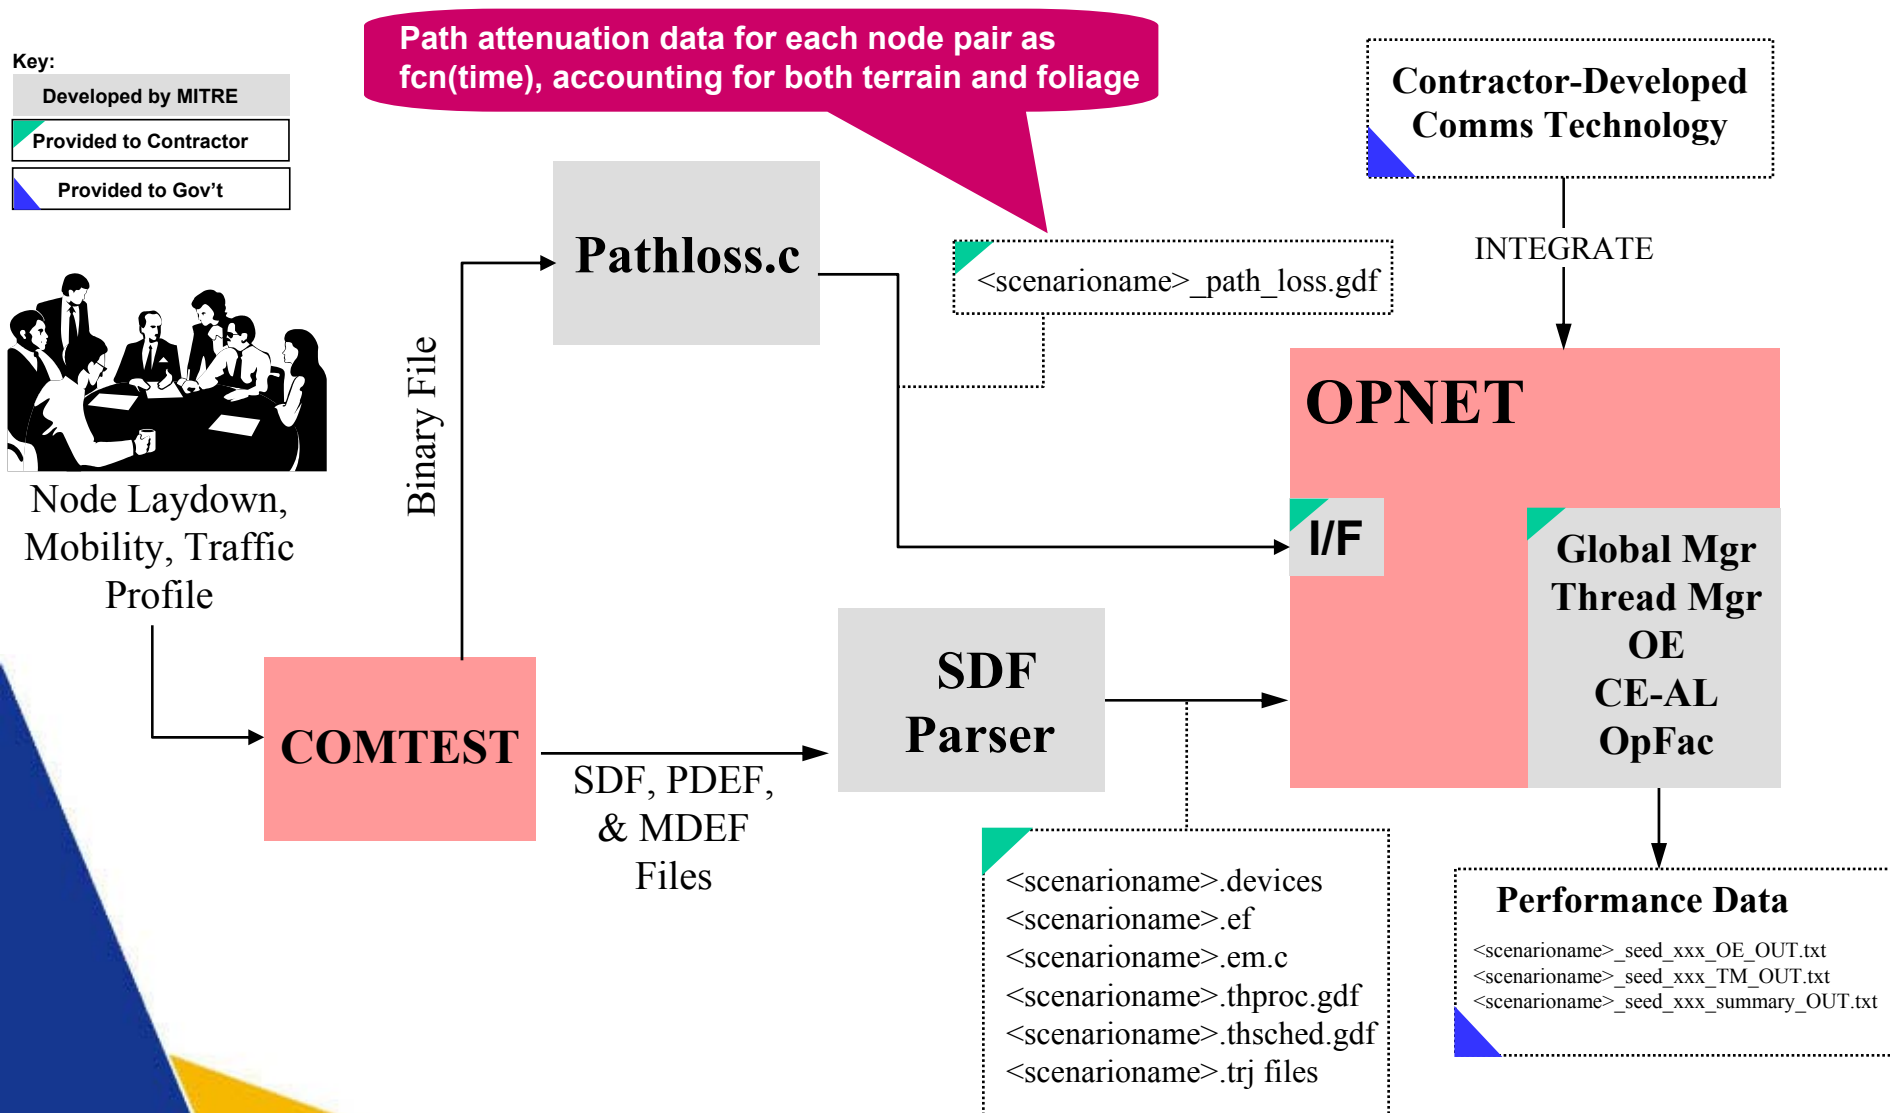 Key:
Developed by MITRE
Provided to Contractor
Provided to Gov't
Path attenuation data for each node pair as
fcn(time), accounting for both terrain and foliage
Contractor-Developed
Comms Technology
INTEGRATE
Pathloss.c
<scenarioname>_path_loss.gdf
Binary File
OPNET
I/F
Global Mgr
Thread Mgr
OE
CE-AL
OpFac
Node Laydown,
Mobility, Traffic
Profile
COMTEST
SDF, PDEF,
& MDEF
Files
SDF
Parser
<scenarioname>.devices
<scenarioname>.ef
<scenarioname>.em.c
<scenarioname>.thproc.gdf
<scenarioname>.thsched.gdf
<scenarioname>.trj files
Performance Data
<scenarioname>_seed_xxx_OE_OUT.txt
<scenarioname>_seed_xxx_TM_OUT.txt
<scenarioname>_seed_xxx_summary_OUT.txt